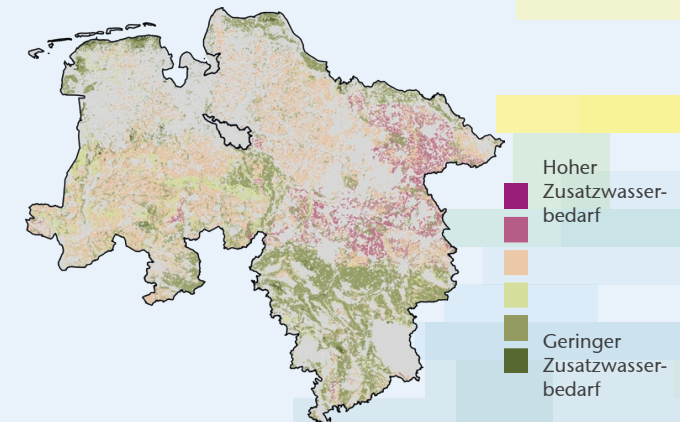 Hoher
Zusatzwasser-
bedarf
Geringer
Zusatzwasser-
bedarf